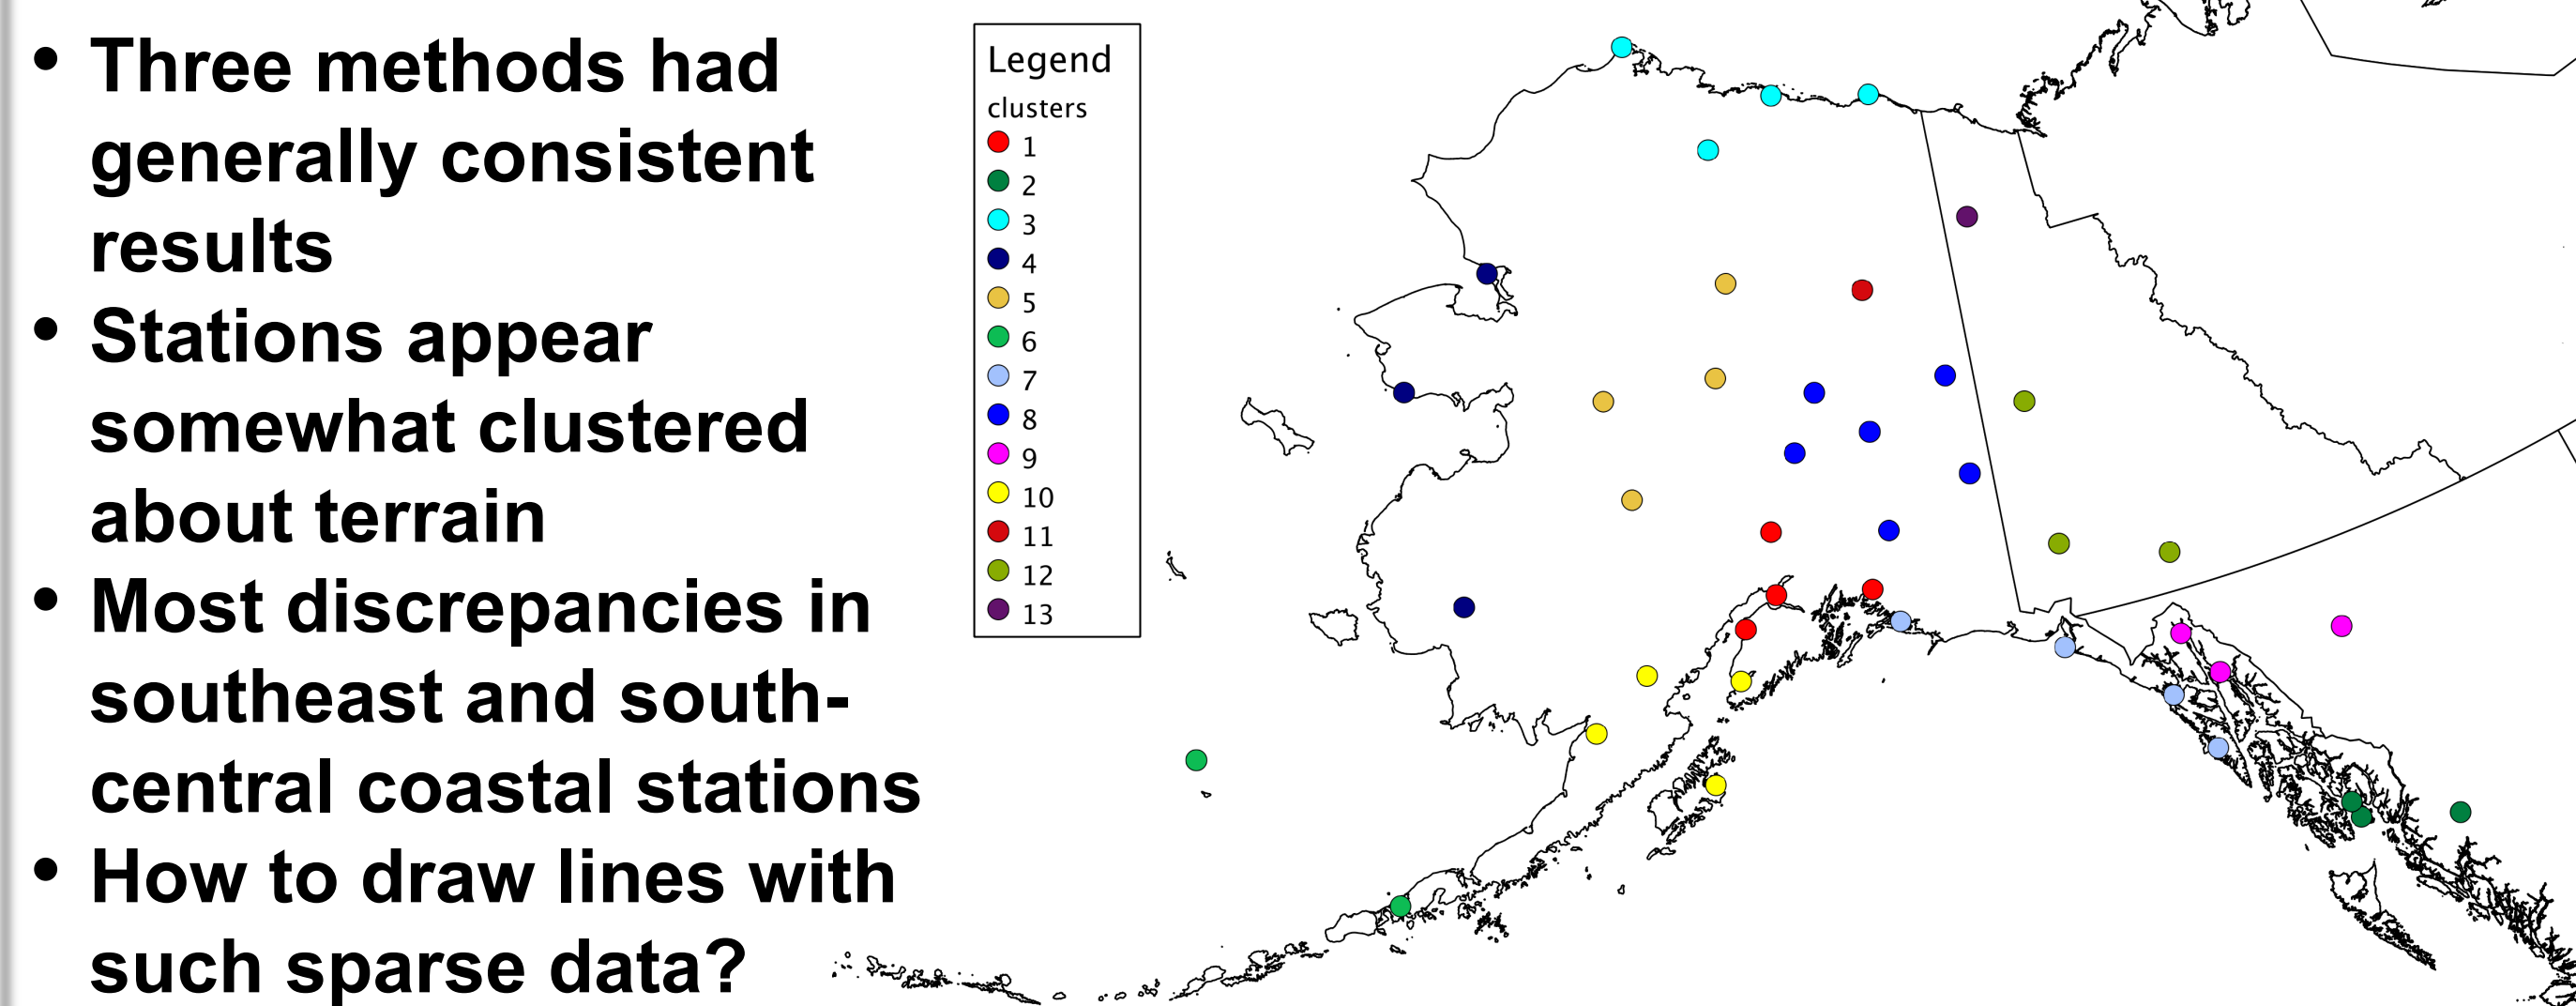 • Three methods had
generally consistent
results
• Stations appear
somewhat clustered
about terrain
• Most discrepancies in
southeast and south-
central coastal stations
• How to draw lines with
such sparse data?
Legend
clusters
1
2
3
4
5
6
7
8
9
10
11
12
13